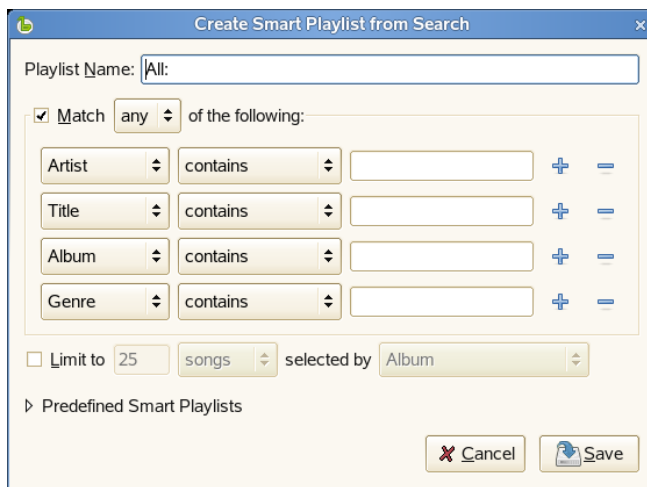 Create Smart Playlist from Search
Playlist Name: All:
Match any of the following:
Artist contains
Title contains
Album contains
Genre contains
Limit to 25 songs selected by Album
Predefined Smart Playlists
Cancel Save